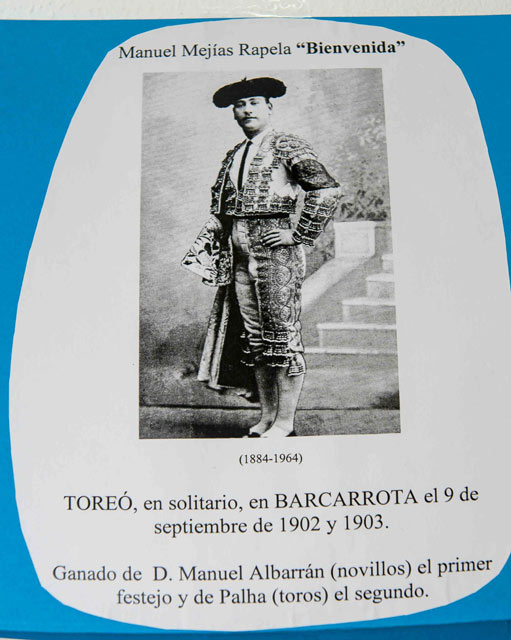 Manuel Mejías Rapela “Bienvenida”
(1884-1964)
TOREÓ, en solitario, en BARCARROTA el 9 de
septiembre de 1902 y 1903.
Ganado de D. Manuel Albarrán (novillos) el primer
festejo y de Palha (toros) el segundo.